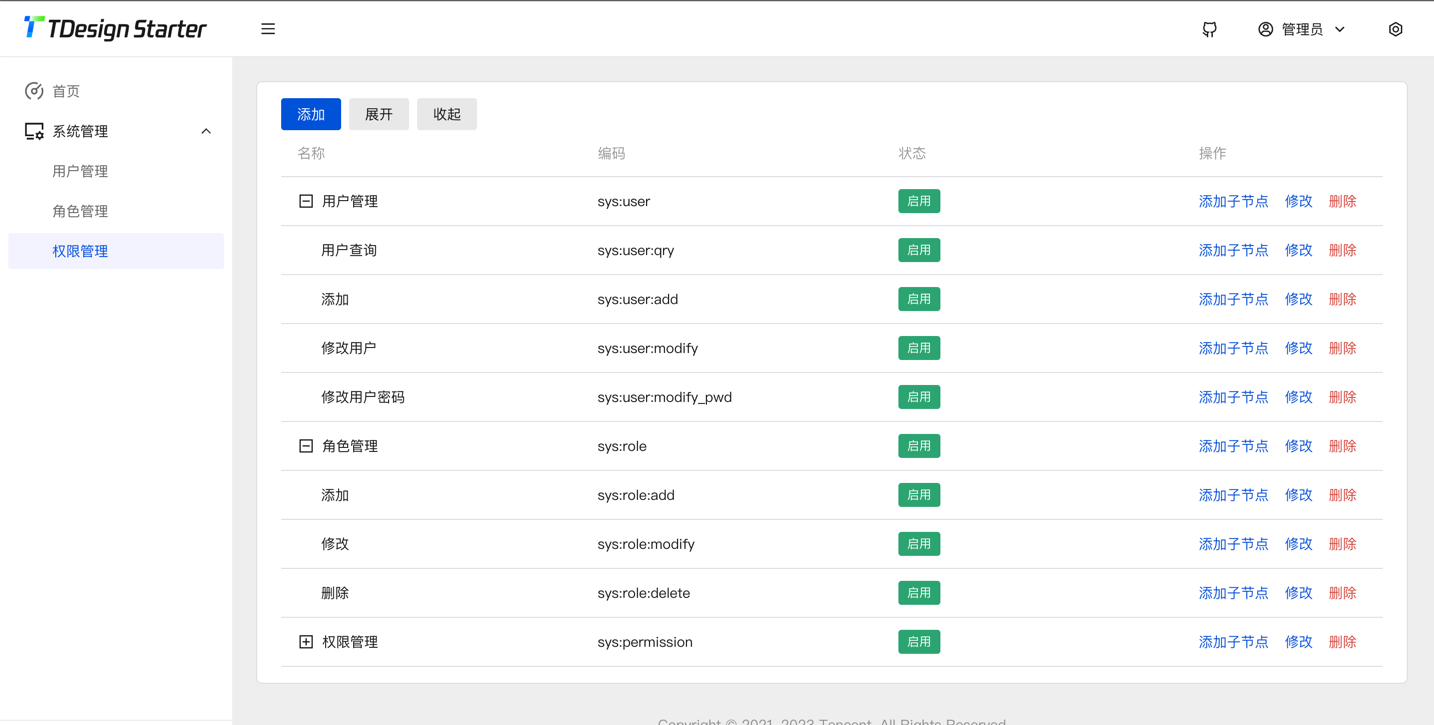 TDesign Starter
管理员
首页
系统管理
用户管理
角色管理
权限管理
添加 展开 收起
名称 编码 状态 操作
用户管理 sys:user 启用 添加子节点 修改 删除
用户查询 sys:user:qry 启用 添加子节点 修改 删除
添加 sys:user:add 启用 添加子节点 修改 删除
修改用户 sys:user:modify 启用 添加子节点 修改 删除
修改用户密码 sys:user:modify_pwd 启用 添加子节点 修改 删除
角色管理 sys:role 启用 添加子节点 修改 删除
添加 sys:role:add 启用 添加子节点 修改 删除
修改 sys:role:modify 启用 添加子节点 修改 删除
删除 sys:role:delete 启用 添加子节点 修改 删除
权限管理 sys:permission 启用 添加子节点 修改 删除
Copyright © 2021-2023 Tencent. All Rights Reserved